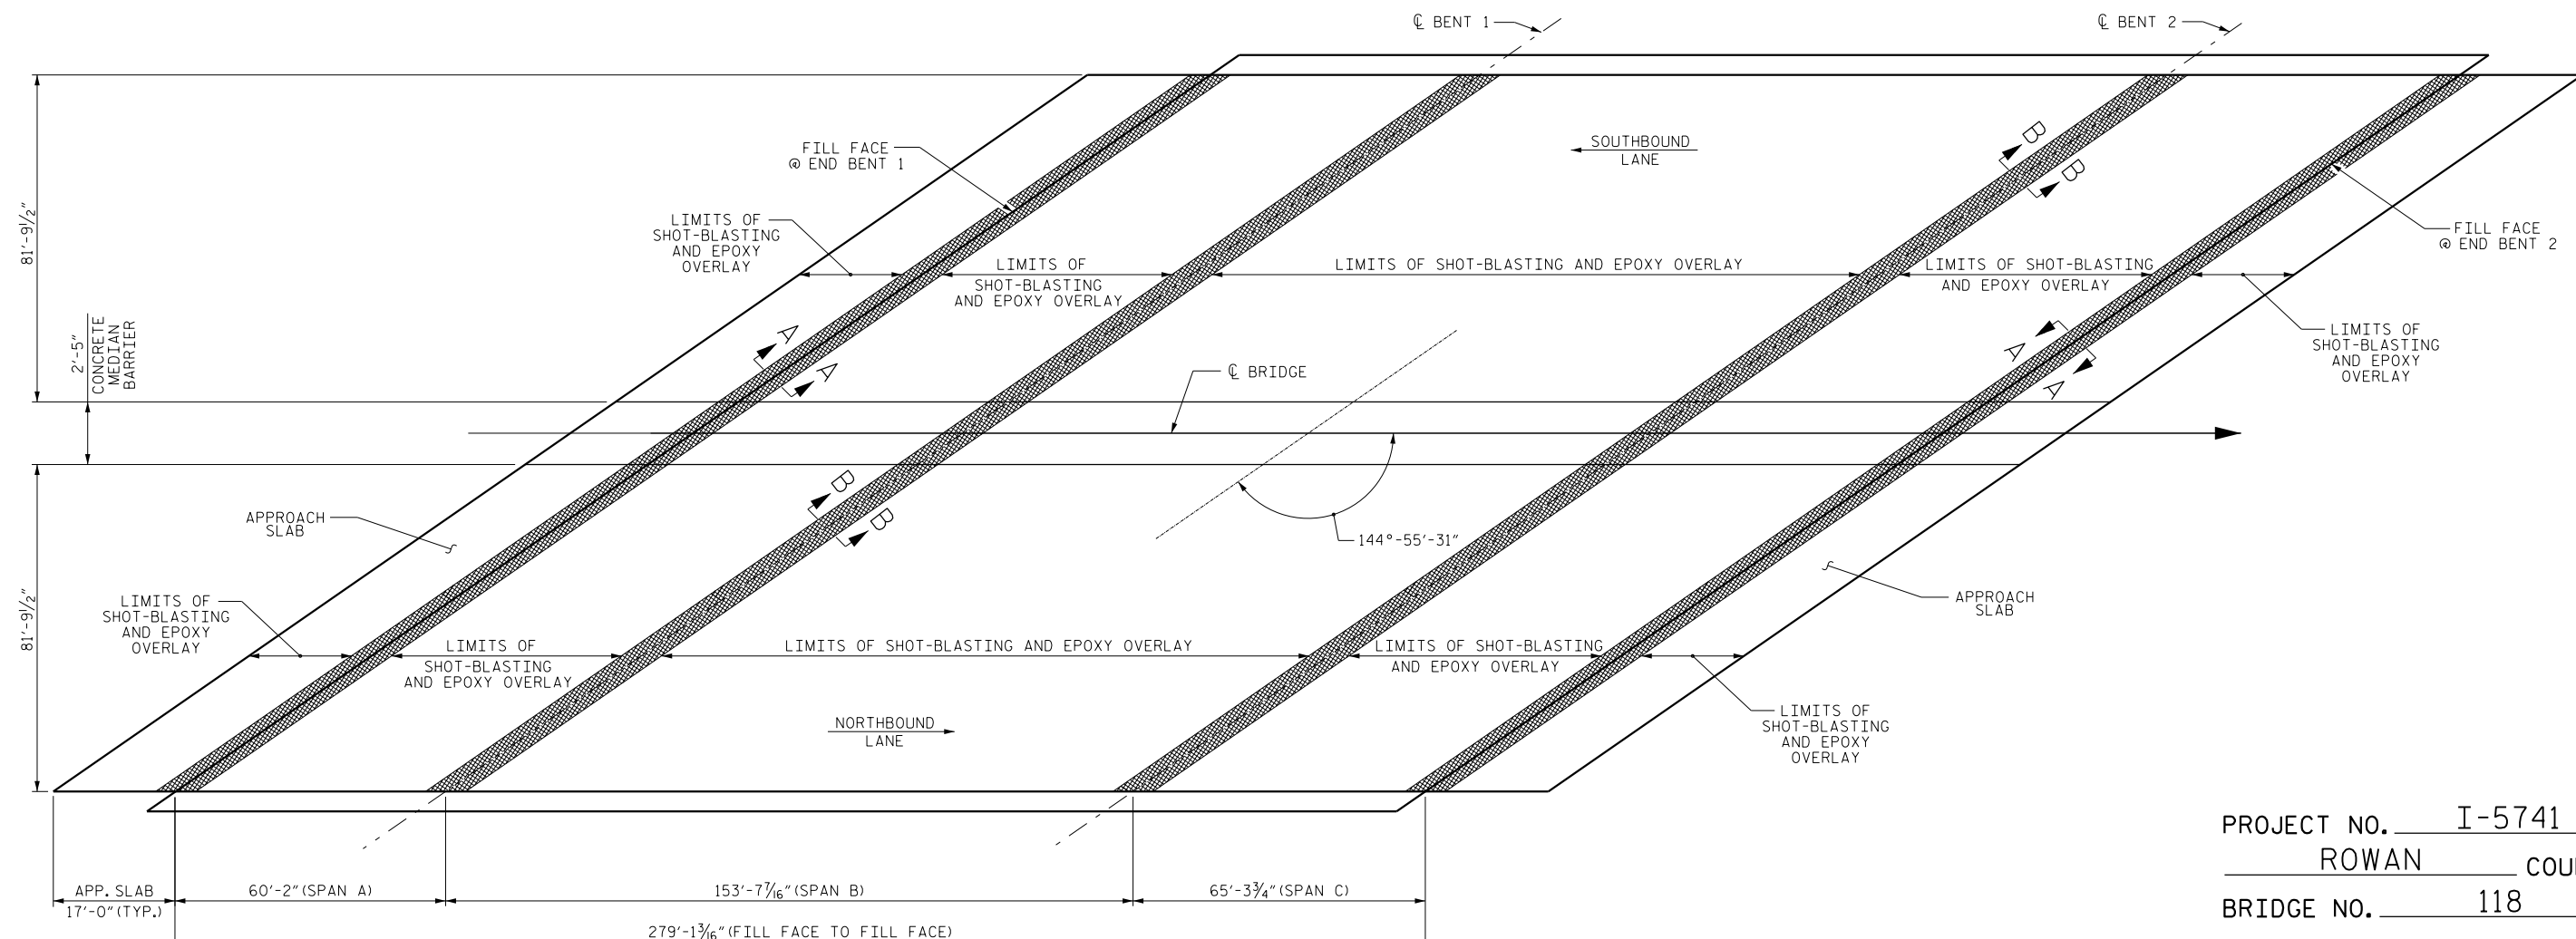 ℄ BENT 1
℄ BENT 2
FILL FACE
@ END BENT 1
SOUTHBOUND
LANE
B
B
81'-9½"
LIMITS OF
SHOT-BLASTING
AND EPOXY
OVERLAY
LIMITS OF
SHOT-BLASTING
AND EPOXY OVERLAY
LIMITS OF SHOT-BLASTING AND EPOXY OVERLAY
LIMITS OF SHOT-BLASTING
AND EPOXY OVERLAY
FILL FACE
@ END BENT 2
2'-5"
CONCRETE
MEDIAN
BARRIER
A
A
A
A
LIMITS OF
SHOT-BLASTING
AND EPOXY
OVERLAY
℄ BRIDGE
B
B
APPROACH
SLAB
144°-55'-31"
81'-9½"
LIMITS OF
SHOT-BLASTING
AND EPOXY
OVERLAY
LIMITS OF
SHOT-BLASTING
AND EPOXY OVERLAY
LIMITS OF SHOT-BLASTING AND EPOXY OVERLAY
LIMITS OF SHOT-BLASTING
AND EPOXY OVERLAY
APPROACH
SLAB
NORTHBOUND
LANE
LIMITS OF
SHOT-BLASTING
AND EPOXY
OVERLAY
APP. SLAB
17'-0" (TYP.)
60'-2" (SPAN A)
153'-7⁷⁄₁₆" (SPAN B)
65'-3¾" (SPAN C)
279'-1³⁄₁₆" (FILL FACE TO FILL FACE)
PROJECT NO. I-5741
ROWAN COU
BRIDGE NO. 118